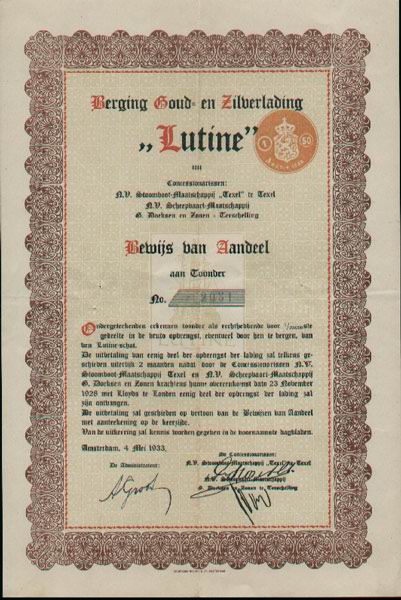 Berging Goud- en Zilverlading
„Lutine"
Concessionarissen:
N.V. Stoomboot-Maatschappij „Texel" te Texel
N.V. Scheepvaart-Maatschappij
G. Doeksen en Zonen - Terschelling
Bewijs van Aandeel
aan Toonder
No. 2031
Ondergeteekenden erkennen toonder als rechthebbende voor
gedeelte in de bruto opbrengst, eventueel door hen te bergen, van
den Lutine-schat.
De uitbetaling van eenig deel der opbrengst der lading zal telkens ge-
schieden uiterlijk 2 maanden nadat door de Concessionarissen N.V.
Stoomboot-Maatschappij Texel en N.V. Scheepvaart-Maatschappij
G. Doeksen en Zonen krachtens hunne overeenkomst dato 23 November
1928 met Lloyds te Londen eenig deel der opbrengst der lading zal
zijn ontvangen.
De uitbetaling zal geschieden op vertoon van de Bewijzen van Aandeel
met aanteekening op de keerzijde.
Van de uitkeering zal kennis worden gegeven in de voornaamste dagbladen.
Amsterdam, 4 Mei 1933.
De Administrateur:
De Concessionarissen:
N.V. Stoomboot-Maatschappij „Texel" te Texel
N.V. Scheepvaart-Maatschappij
G. Doeksen en Zonen te Terschelling